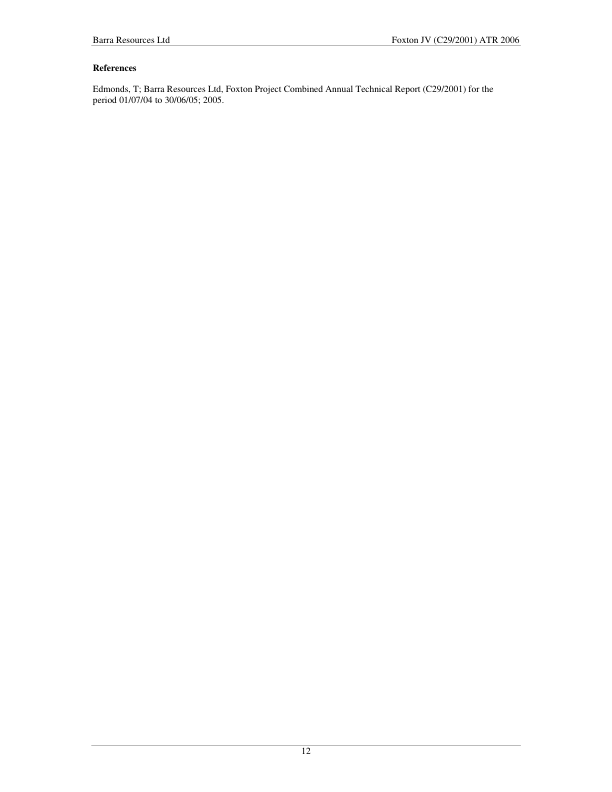 Barra Resources Ltd Foxton JV (C29/2001) ATR 2006
References
Edmonds, T; Barra Resources Ltd, Foxton Project Combined Annual Technical Report (C29/2001) for the
period 01/07/04 to 30/06/05; 2005.
12